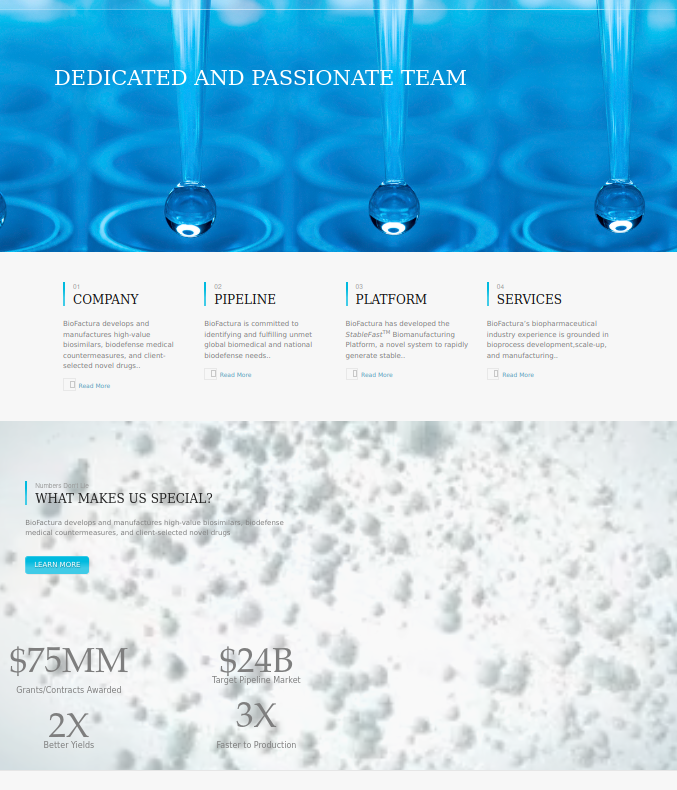 DEDICATED AND PASSIONATE TEAM
01
COMPANY
BioFactura develops and
manufactures high-value
biosimilars, biodefense medical
countermeasures, and client-
selected novel drugs..
Read More
02
PIPELINE
BioFactura is committed to
identifying and fulfilling unmet
global biomedical and national
biodefense needs..
Read More
03
PLATFORM
BioFactura has developed the
StableFast™ Biomanufacturing
Platform, a novel system to rapidly
generate stable..
Read More
04
SERVICES
BioFactura's biopharmaceutical
industry experience is grounded in
bioprocess development,scale-up,
and manufacturing..
Read More
Numbers Don't Lie
WHAT MAKES US SPECIAL?
BioFactura develops and manufactures high-value biosimilars, biodefense
medical countermeasures, and client-selected novel drugs
LEARN MORE
$75MM
Grants/Contracts Awarded
$24B
Target Pipeline Market
2X
Better Yields
3X
Faster to Production